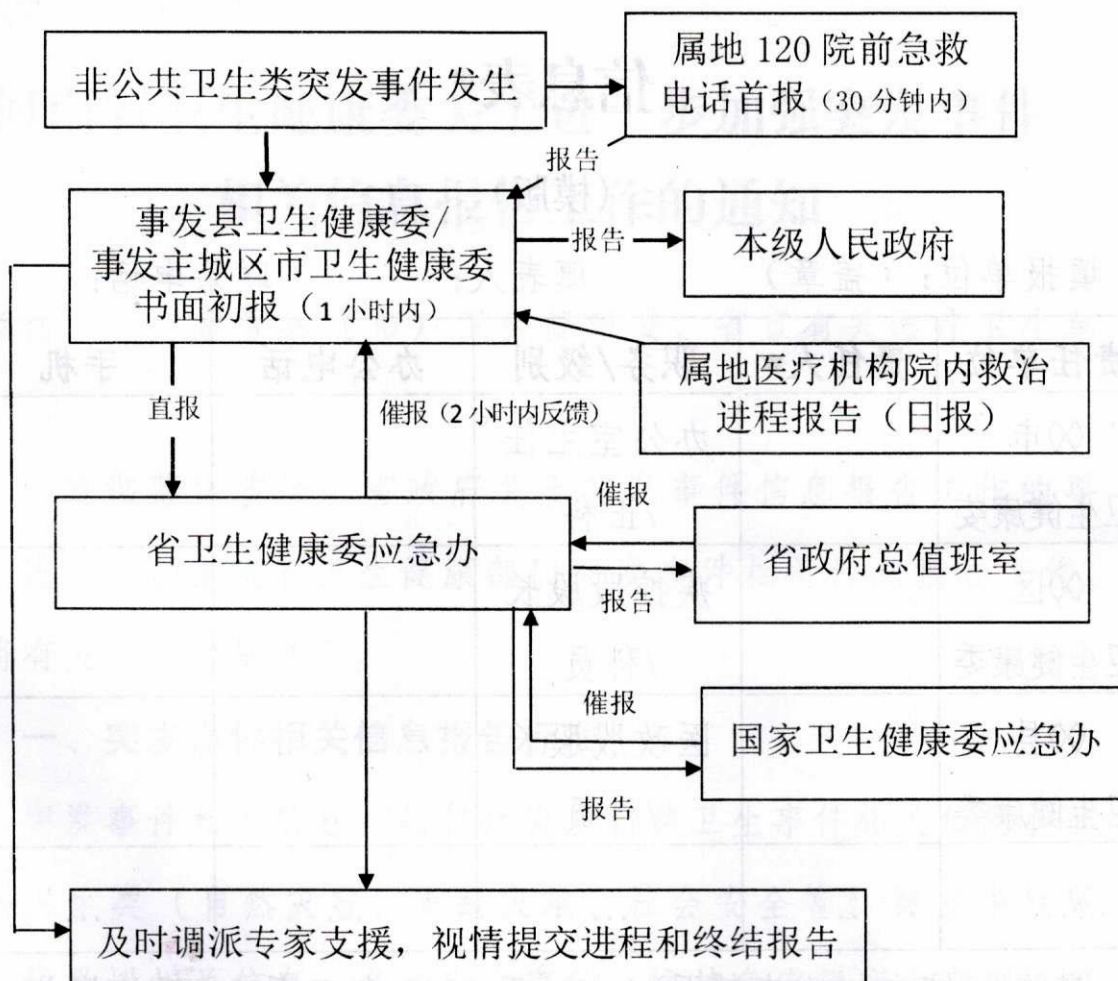 非公共卫生类突发事件发生
属地 120 院前急救
电话首报（30 分钟内）
报告
事发县卫生健康委/
事发主城区市卫生健康委
书面初报（1 小时内）
报告
本级人民政府
属地医疗机构院内救治
进程报告（日报）
直报
催报（2 小时内反馈）
催报
省卫生健康委应急办
省政府总值班室
报告
催报
国家卫生健康委应急办
报告
及时调派专家支援，视情提交进程和终结报告